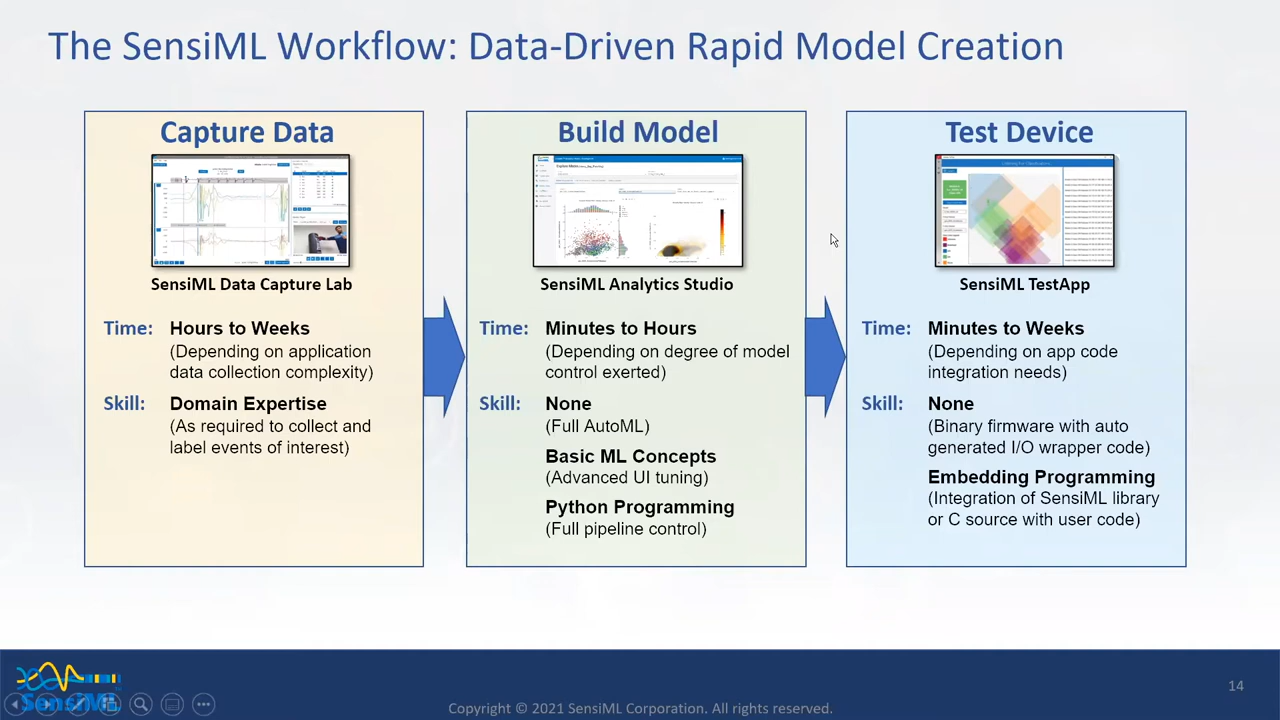 The SensiML Workflow: Data-Driven Rapid Model Creation
Capture Data
SensiML Data Capture Lab
Time: Hours to Weeks
(Depending on application
data collection complexity)
Skill: Domain Expertise
(As required to collect and
label events of interest)
Build Model
SensiML Analytics Studio
Time: Minutes to Hours
(Depending on degree of model
control exerted)
Skill: None
(Full AutoML)
Basic ML Concepts
(Advanced UI tuning)
Python Programming
(Full pipeline control)
Test Device
SensiML TestApp
Time: Minutes to Weeks
(Depending on app code
integration needs)
Skill: None
(Binary firmware with auto
generated I/O wrapper code)
Embedding Programming
(Integration of SensiML library
or C source with user code)
SensiML
Copyright © 2021 SensiML Corporation. All rights reserved.
14